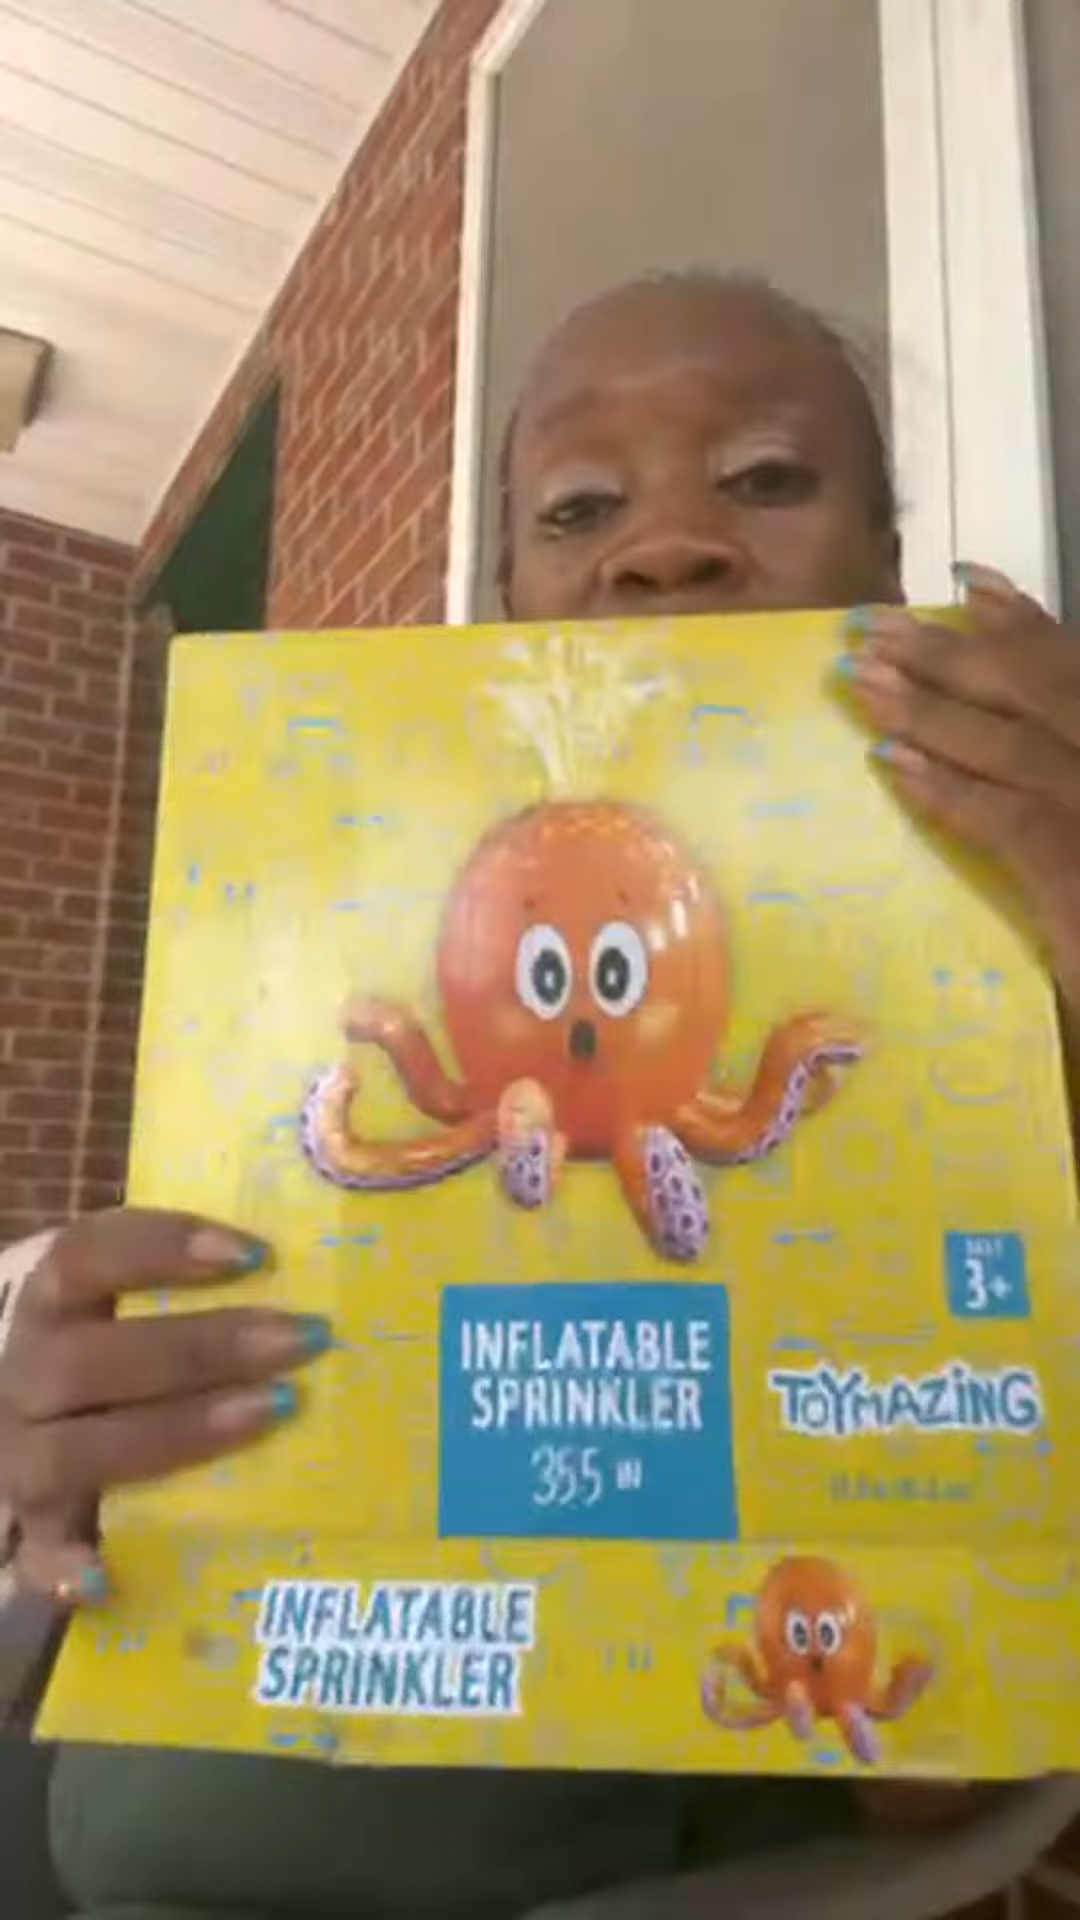 3+
INFLATABLE
SPRINKLER
355 IN
TOYMAZING
INFLATABLE
SPRINKLER